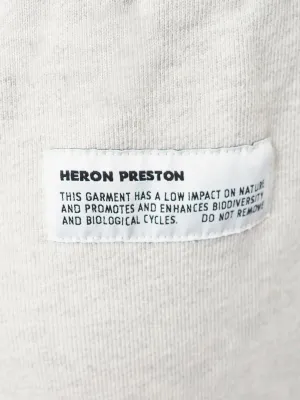 HERON PRESTON
THIS GARMENT HAS A LOW IMPACT ON NATURE
AND PROMOTES AND ENHANCES BIODIVERSITY
AND BIOLOGICAL CYCLES. DO NOT REMOVE